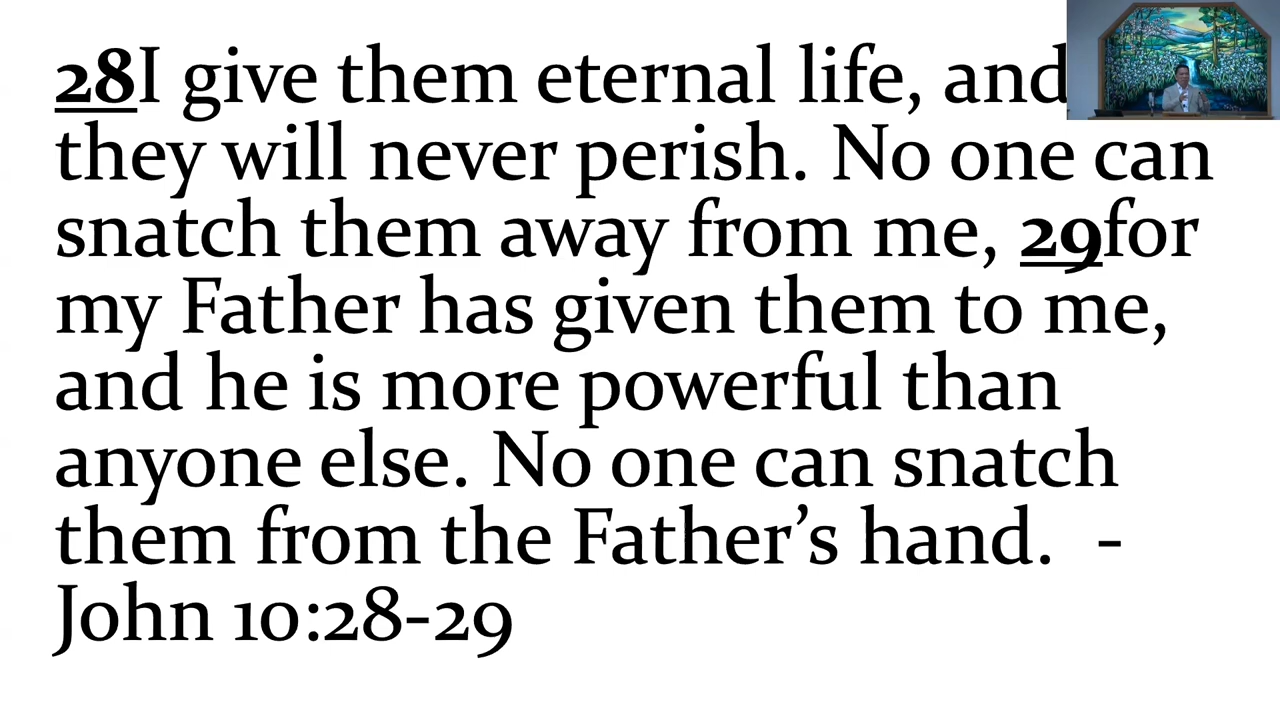 28I give them eternal life, and
they will never perish. No one can
snatch them away from me, 29for
my Father has given them to me,
and he is more powerful than
anyone else. No one can snatch
them from the Father’s hand.  -
John 10:28-29